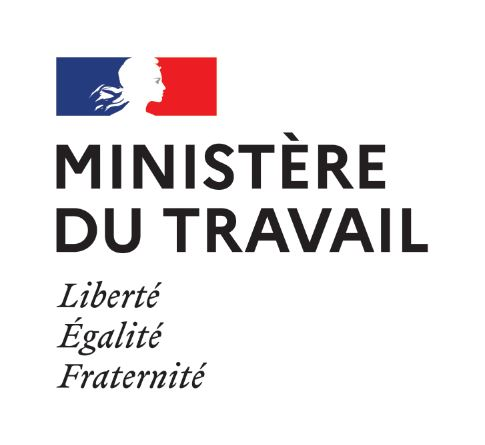 MINISTÈRE
DU TRAVAIL
Liberté
Égalité
Fraternité